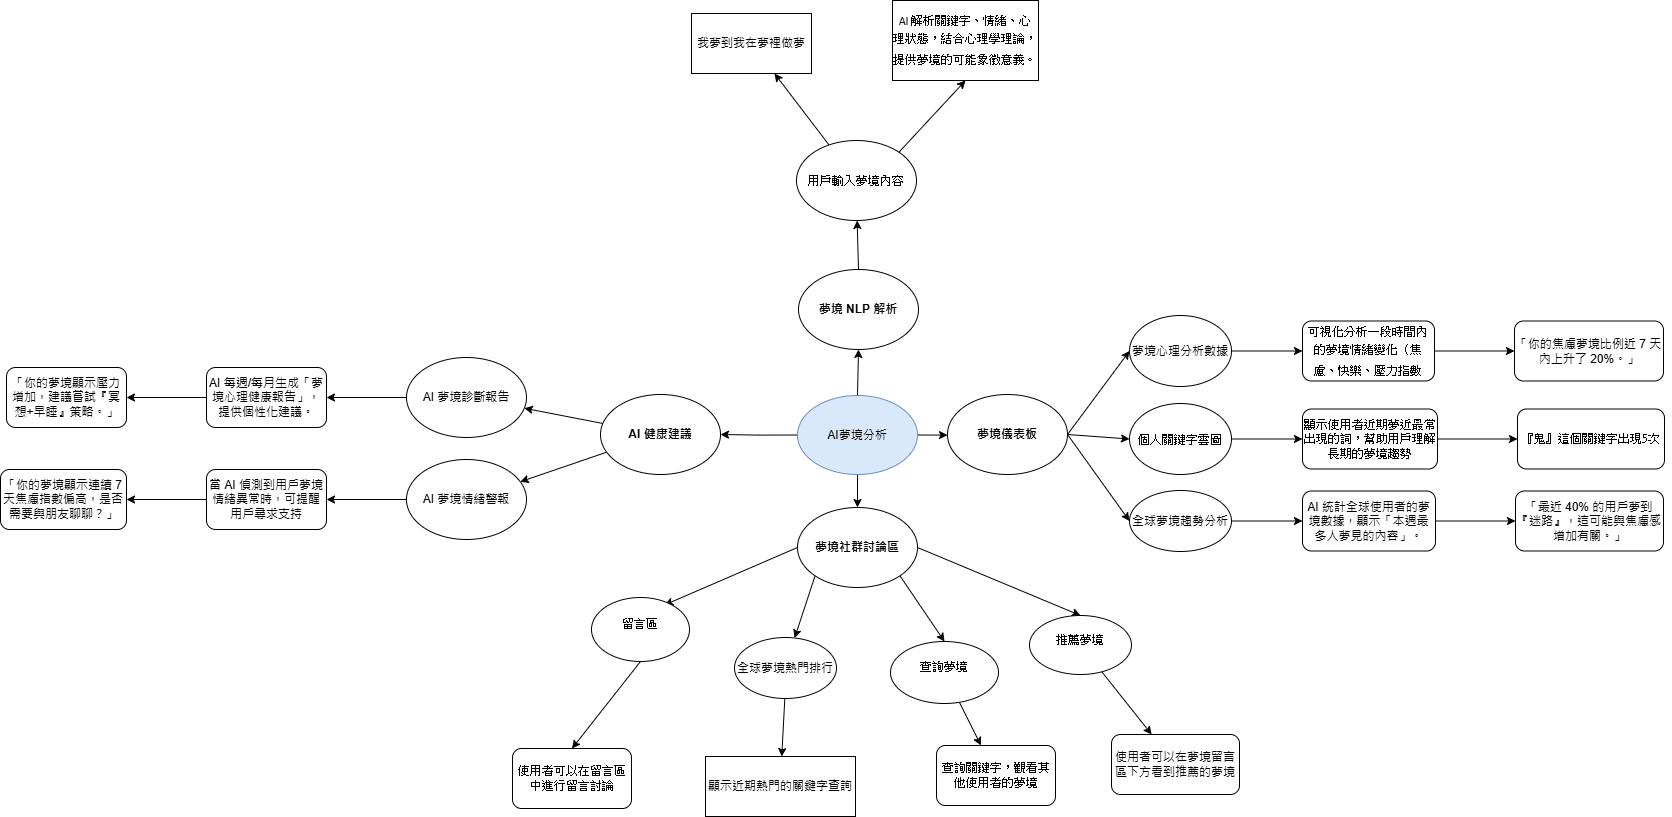 我夢到我在夢裡做夢
AI 解析關鍵字、情緒、心
理狀態，結合心理學理論，
提供夢境的可能象徵意義。
用戶輸入夢境內容
夢境 NLP 解析
AI夢境分析
AI 健康建議
AI 夢境診斷報告
AI 每週/每月生成「夢
境心理健康報告」，
提供個性化建議。
「你的夢境顯示壓力
增加，建議嘗試『冥
想+早睡』策略。」
AI 夢境情緒警報
當 AI 偵測到用戶夢境
情緒異常時，可提醒
用戶尋求支持
「你的夢境顯示連續 7
天焦慮指數偏高，是否
需要與朋友聊聊？」
夢境儀表板
夢境心理分析數據
可視化分析一段時間內
的夢境情緒變化（焦
慮、快樂、壓力指數
「你的焦慮夢境比例近 7 天
內上升了 20%。」
個人關鍵字雲圖
顯示使用者近期夢近最常
出現的詞，幫助用戶理解
長期的夢境趨勢
『鬼』這個關鍵字出現5次
全球夢境趨勢分析
AI 統計全球使用者的夢
境數據，顯示「本週最
多人夢見的內容」。
「最近 40% 的用戶夢到
『迷路』，這可能與焦慮感
增加有關。」
夢境社群討論區
留言區
使用者可以在留言區
中進行留言討論
全球夢境熱門排行
顯示近期熱門的關鍵字查詢
查詢夢境
查詢關鍵字，觀看其
他使用者的夢境
推薦夢境
使用者可以在夢境留言
區下方看到推薦的夢境